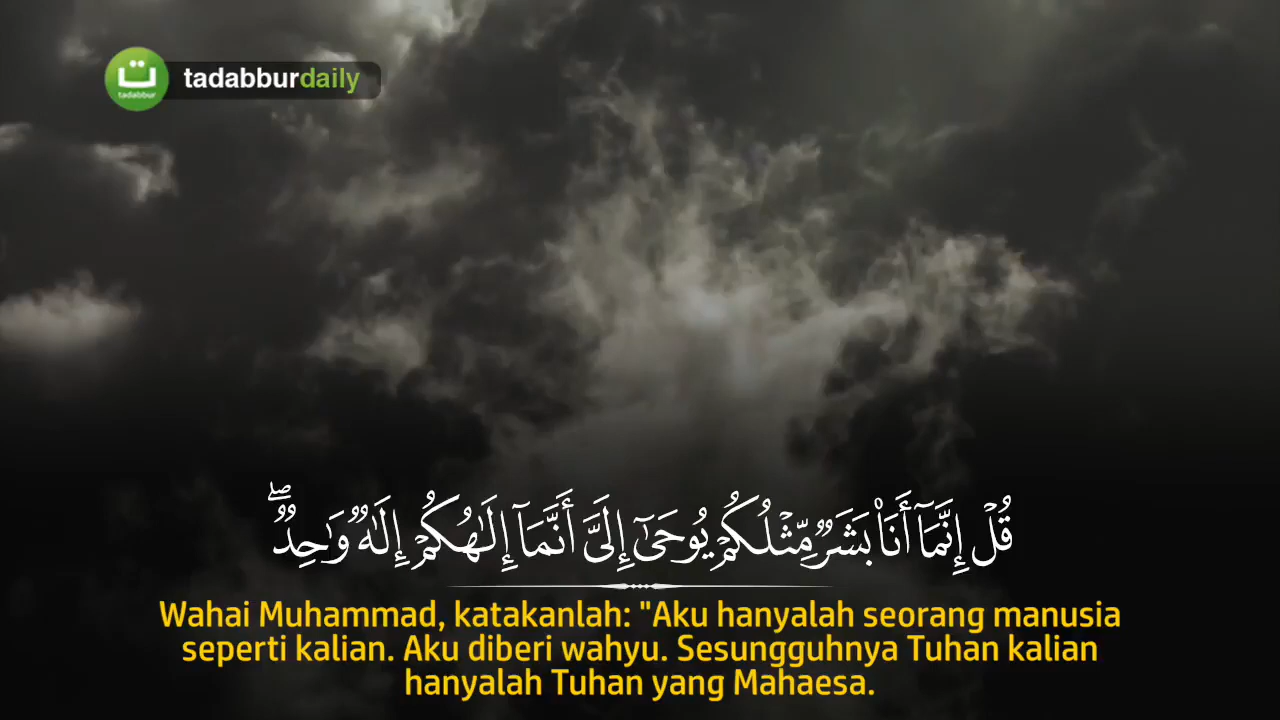 ت
tadabbur
tadabburdaily
قُلۡ إِنَّمَآ أَنَا۠ بَشَرٞ مِّثۡلُكُمۡ يُوحَىٰٓ إِلَيَّ أَنَّمَآ إِلَٰهُكُمۡ إِلَٰهٞ وَٰحِدٞۖ
Wahai Muhammad, katakanlah: "Aku hanyalah seorang manusia
seperti kalian. Aku diberi wahyu. Sesungguhnya Tuhan kalian
hanyalah Tuhan yang Mahaesa.